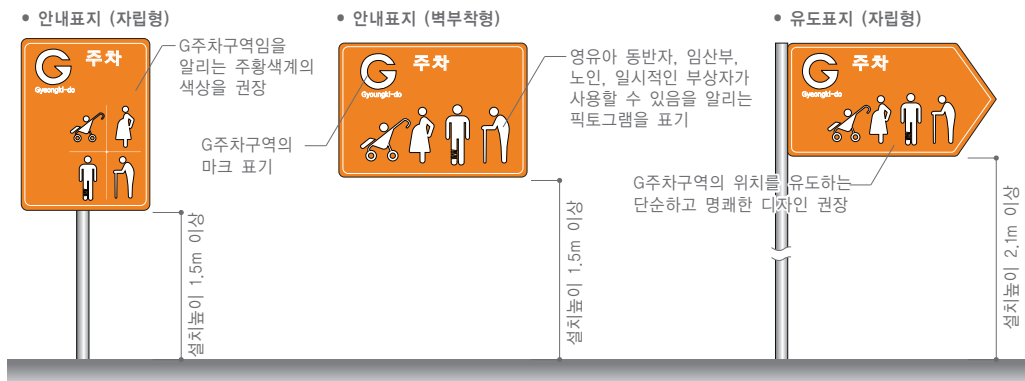 • 안내표지 (자립형)
G 주차
Gyeongki-do
G주차구역임을
알리는 주황색계의
색상을 권장
설치높이 1.5m 이상
• 안내표지 (벽부착형)
G 주차
Gyoungki-do
G주차구역의
마크 표기
영유아 동반자, 임산부,
노인, 일시적인 부상자가
사용할 수 있음을 알리는
픽토그램을 표기
설치높이 1.5m 이상
• 유도표지 (자립형)
G 주차
Gyeongki-do
G주차구역의 위치를 유도하는
단순하고 명쾌한 디자인 권장
설치높이 2.1m 이상